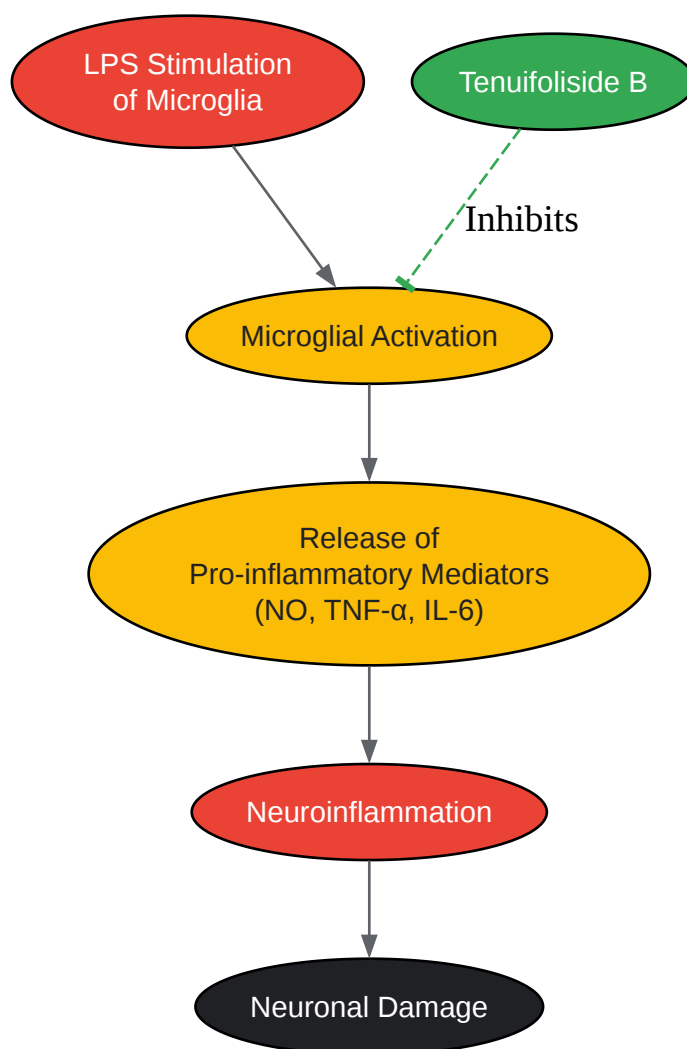 LPS Stimulation
of Microglia
Tenuifoliside B
Inhibits
Microglial Activation
Release of
Pro-inflammatory Mediators
(NO, TNF-α, IL-6)
Neuroinflammation
Neuronal Damage